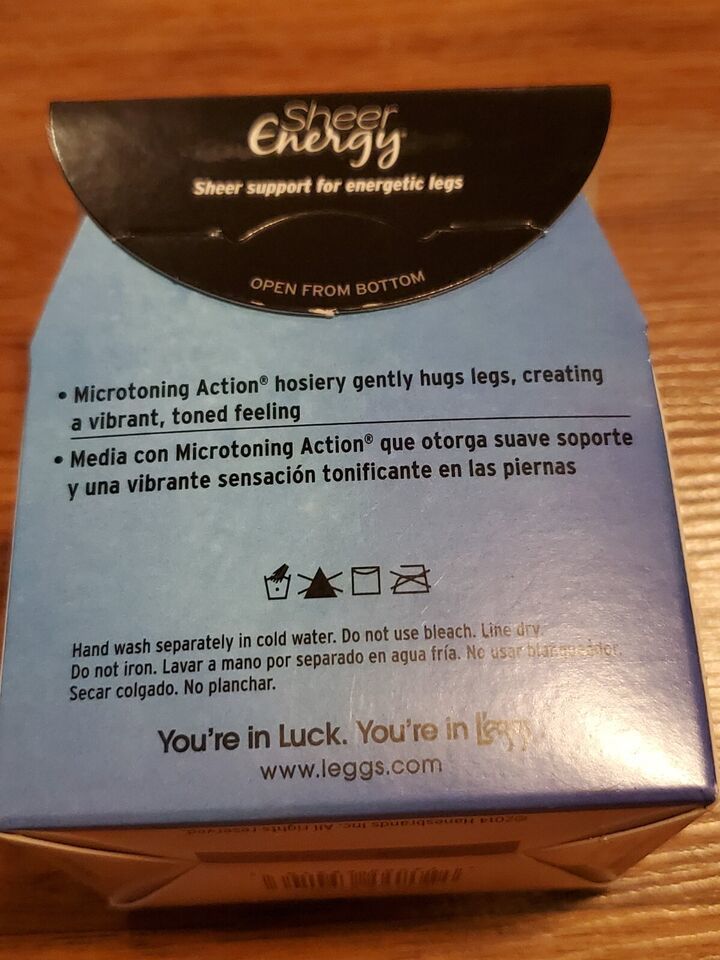 Sheer
Energy®
Sheer support for energetic legs
OPEN FROM BOTTOM
• Microtoning Action® hosiery gently hugs legs, creating
a vibrant, toned feeling
• Media con Microtoning Action® que otorga suave soporte
y una vibrante sensación tonificante en las piernas
Hand wash separately in cold water. Do not use bleach. Line dry.
Do not iron. Lavar a mano por separado en agua fría. No usar blanqueador.
Secar colgado. No planchar.
You're in Luck. You're in L'eggs
www.leggs.com
©2014 Hanesbrands Inc. All rights reserved.